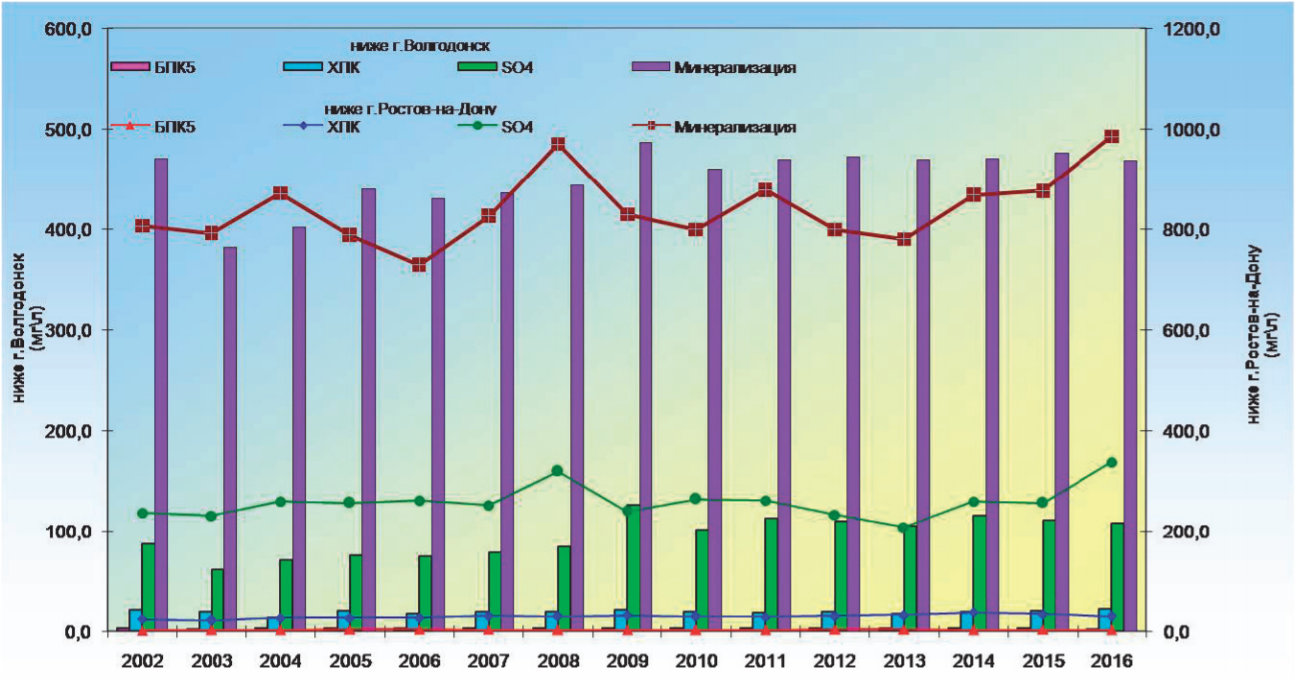 600,0
500,0
400,0
300,0
200,0
100,0
0,0
1200,0
1000,0
800,0
600,0
400,0
200,0
0,0
ниже г.Волгодонск
БПК5 ХПК SO4 Минерализация
ниже г.Ростов-на-Дону
БПК5 ХПК SO4 Минерализация
ниже г.Волгодонск
(мг\л)
ниже г.Ростов-на-Дону
(мг\л)
2002 2003 2004 2005 2006 2007 2008 2009 2010 2011 2012 2013 2014 2015 2016